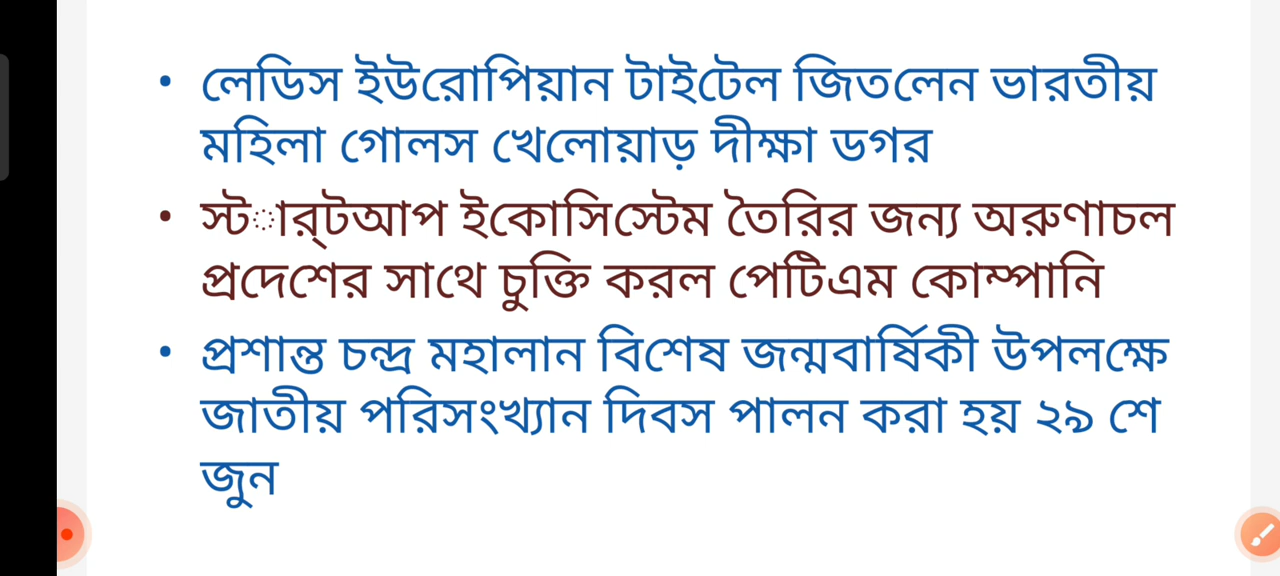 • লেডিস ইউরোপিয়ান টাইটেল জিতলেন ভারতীয়
মহিলা গোলস খেলোয়াড় দীক্ষা ডগর
• স্টার্টআপ ইকোসিস্টেম তৈরির জন্য অরুণাচল
প্রদেশের সাথে চুক্তি করল পেটিএম কোম্পানি
• প্রশান্ত চন্দ্র মহালান বিশেষ জন্মবার্ষিকী উপলক্ষে
জাতীয় পরিসংখ্যান দিবস পালন করা হয় ২৯ শে
জুন